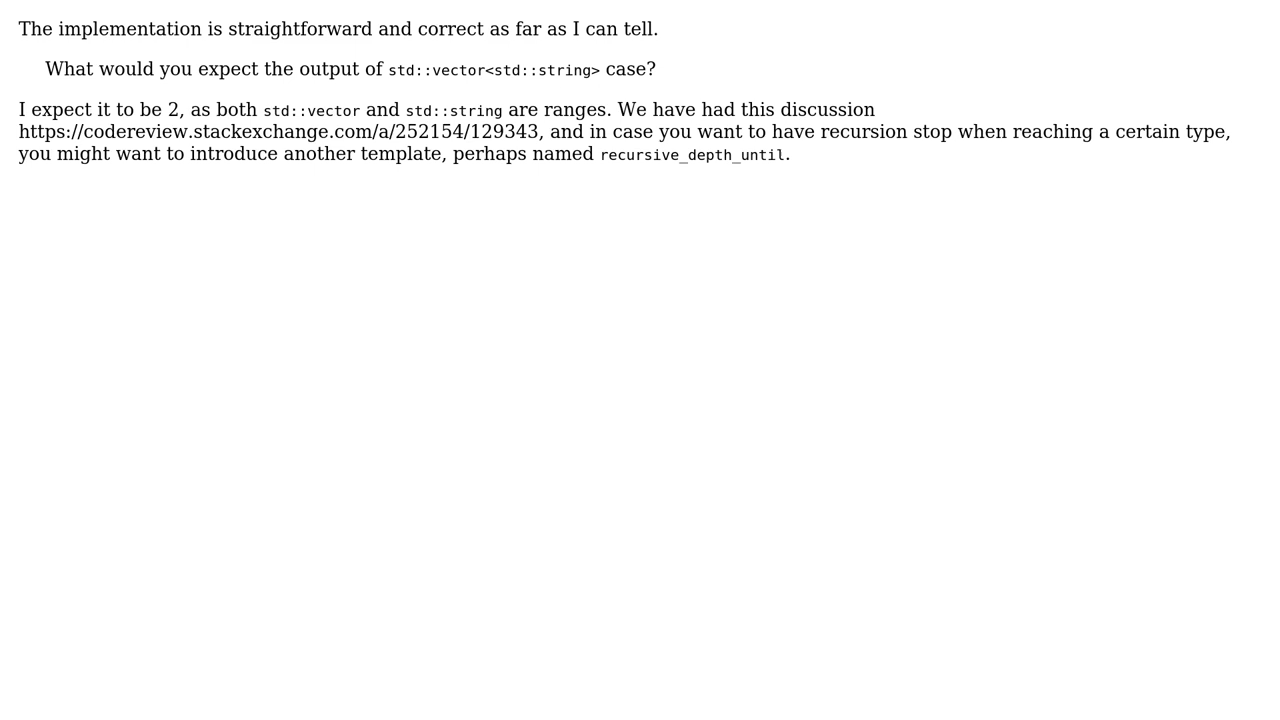 The implementation is straightforward and correct as far as I can tell.
What would you expect the output of std::vector<std::string> case?
I expect it to be 2, as both std::vector and std::string are ranges. We have had this discussion
https://codereview.stackexchange.com/a/252154/129343, and in case you want to have recursion stop when reaching a certain type,
you might want to introduce another template, perhaps named recursive_depth_until.